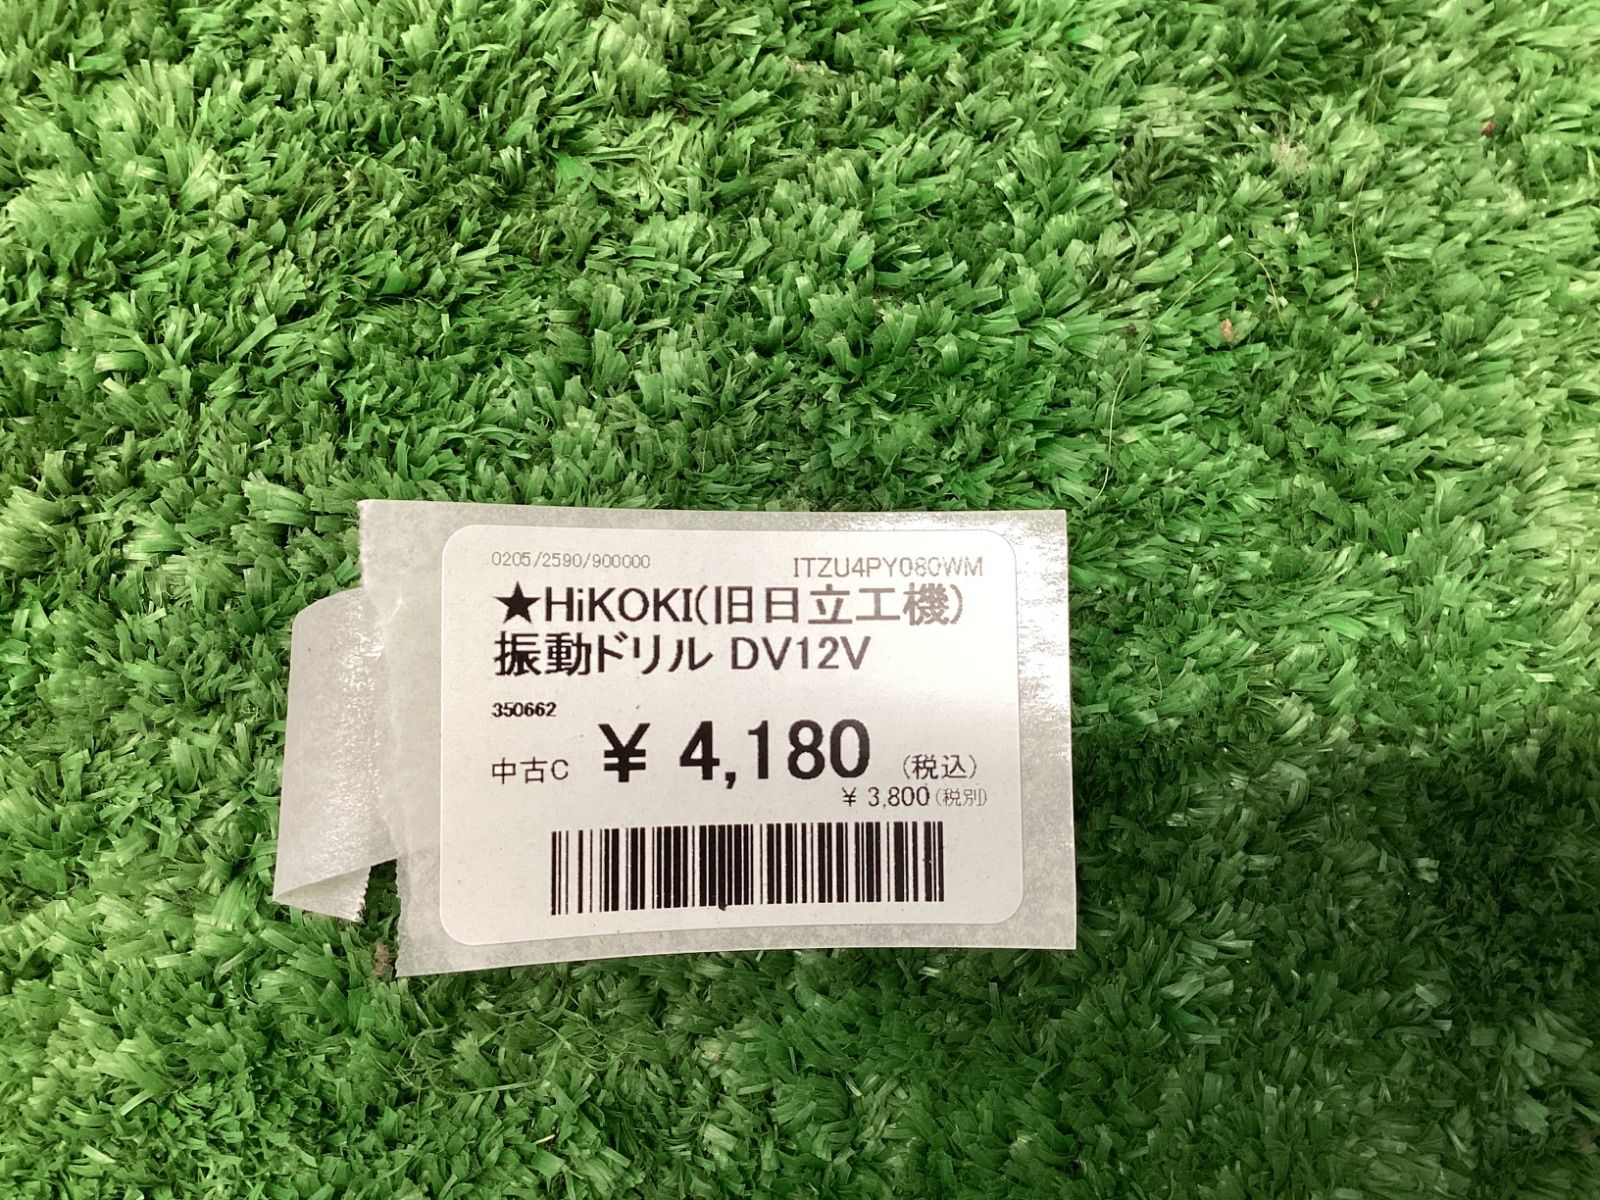 0205/2590/900000
ITZU4PY080WM
★HiKOKI(旧日立工機)
振動ドリル DV12V
350662
中古C ¥ 4,180 (税込)
¥ 3,800(税別)